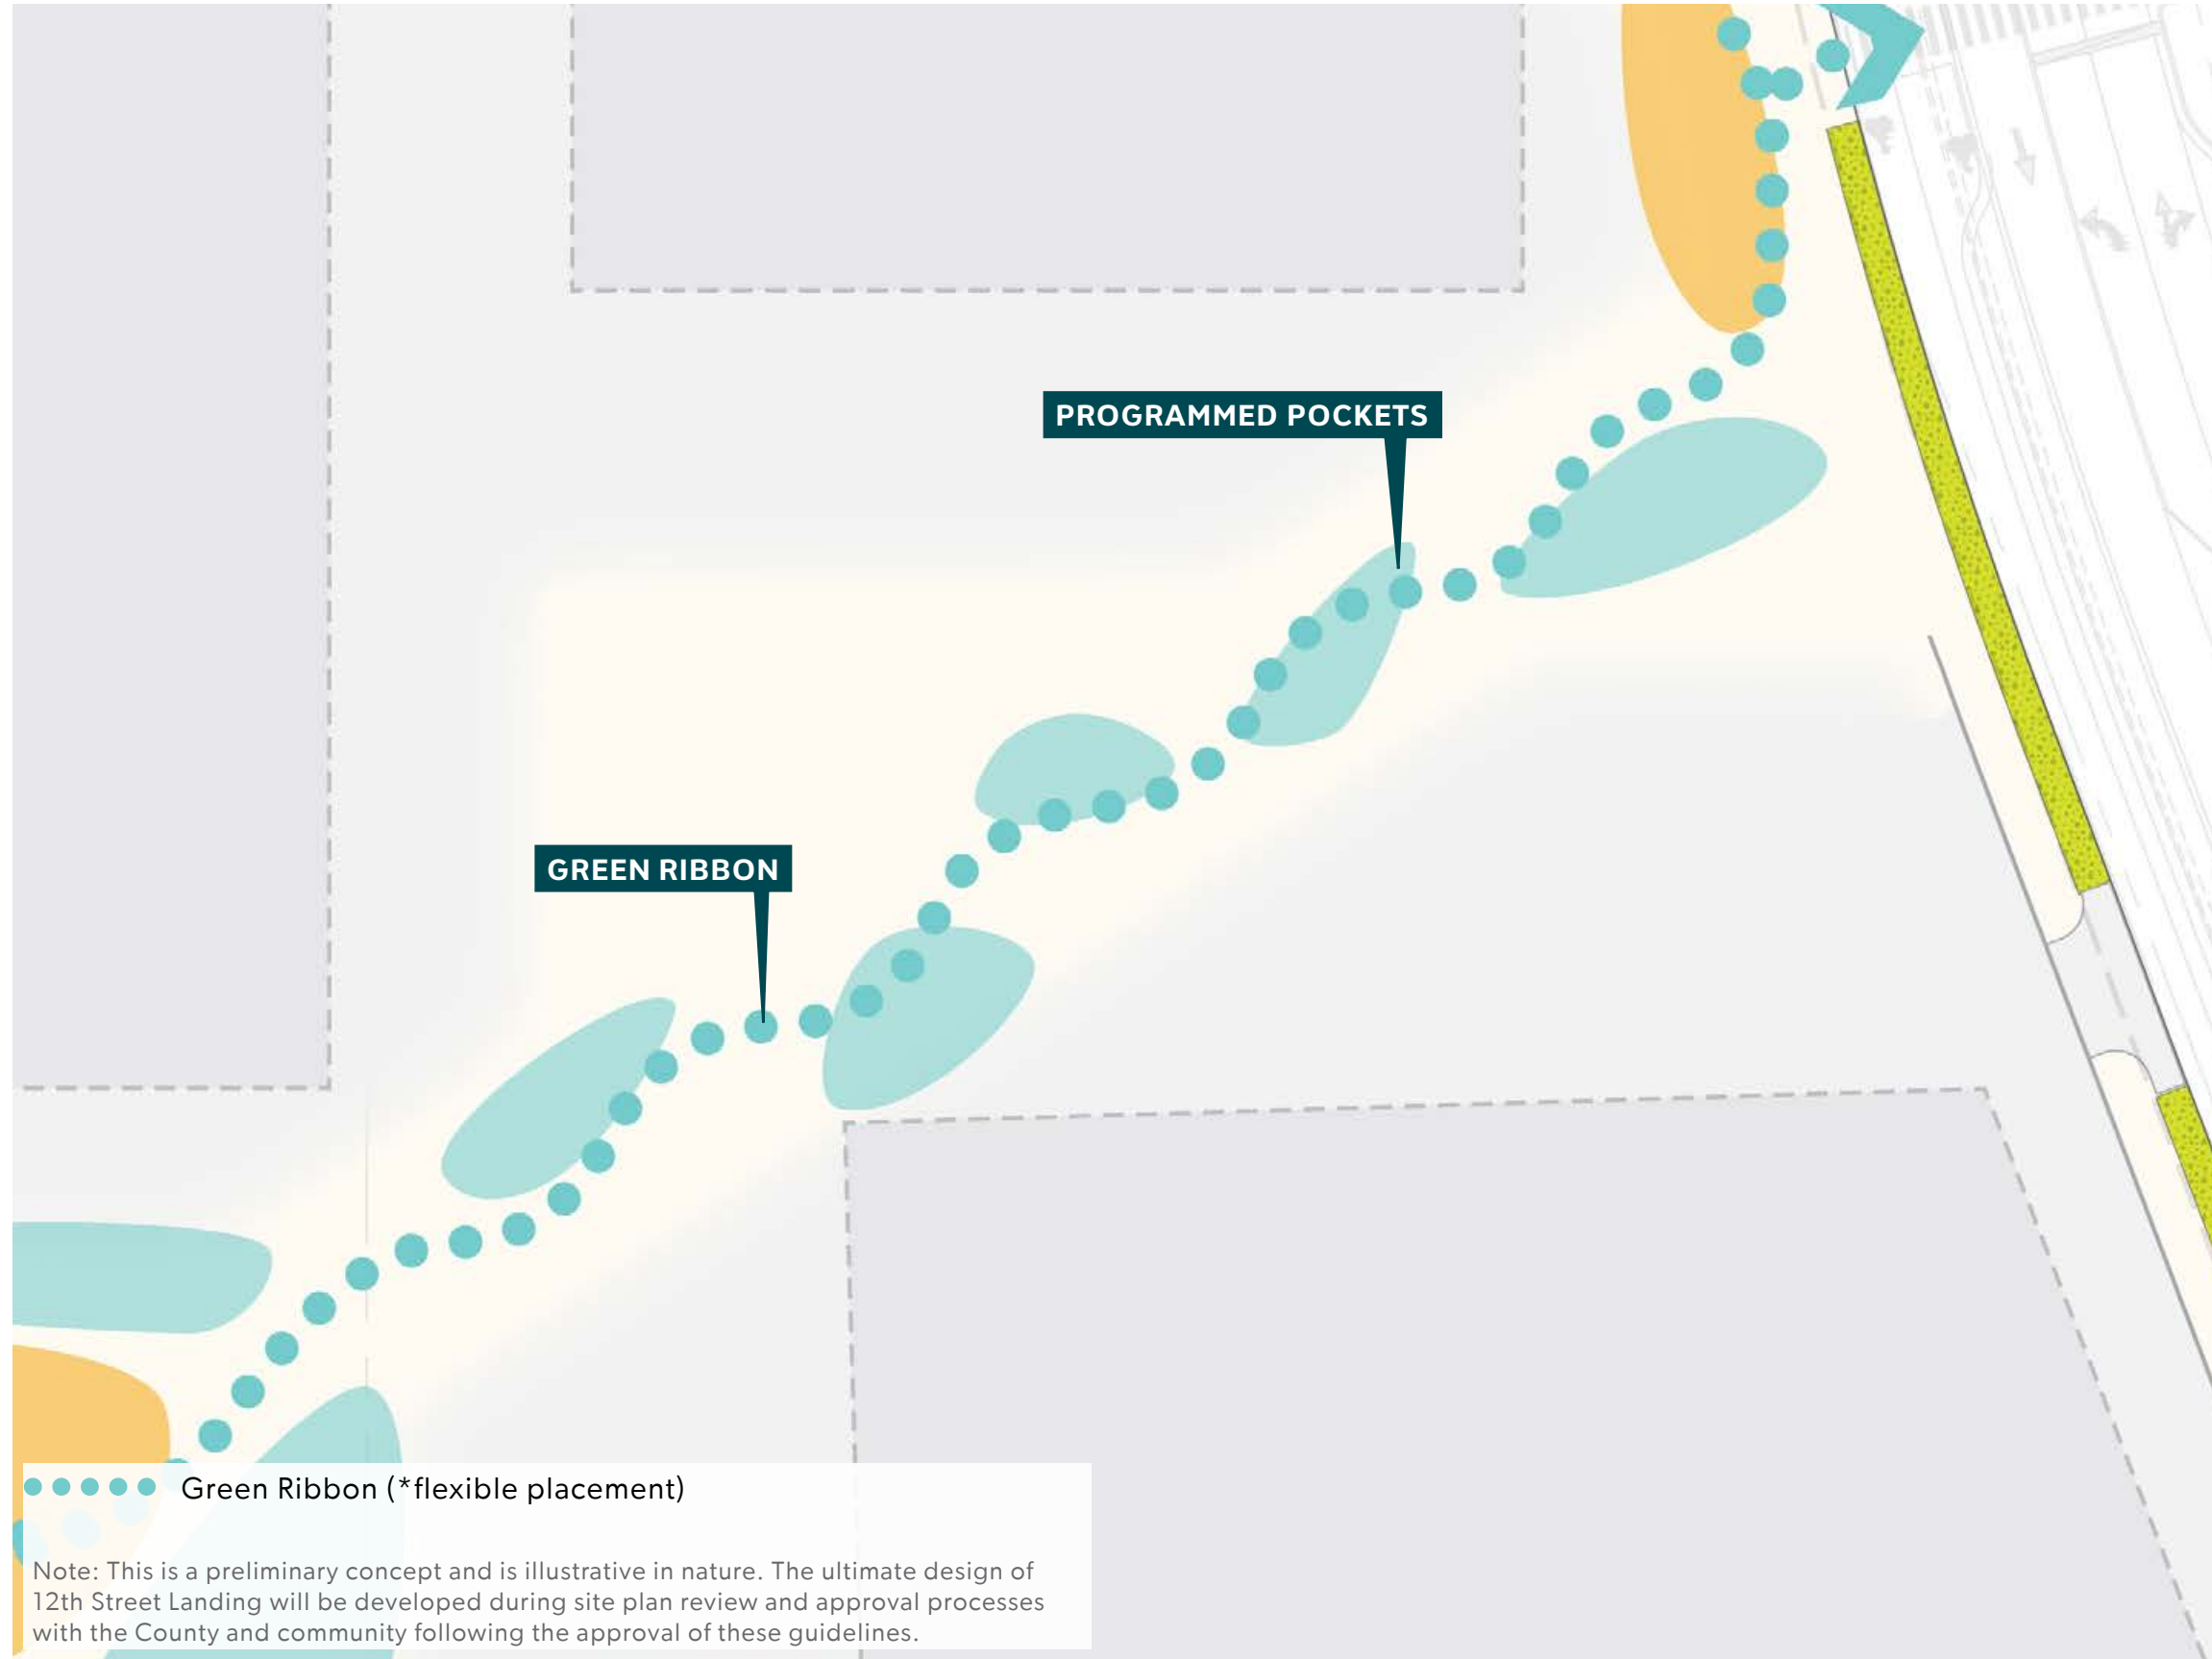 PROGRAMMED POCKETS
GREEN RIBBON
Green Ribbon (*flexible placement)
Note: This is a preliminary concept and is illustrative in nature. The ultimate design of
12th Street Landing will be developed during site plan review and approval processes
with the County and community following the approval of these guidelines.